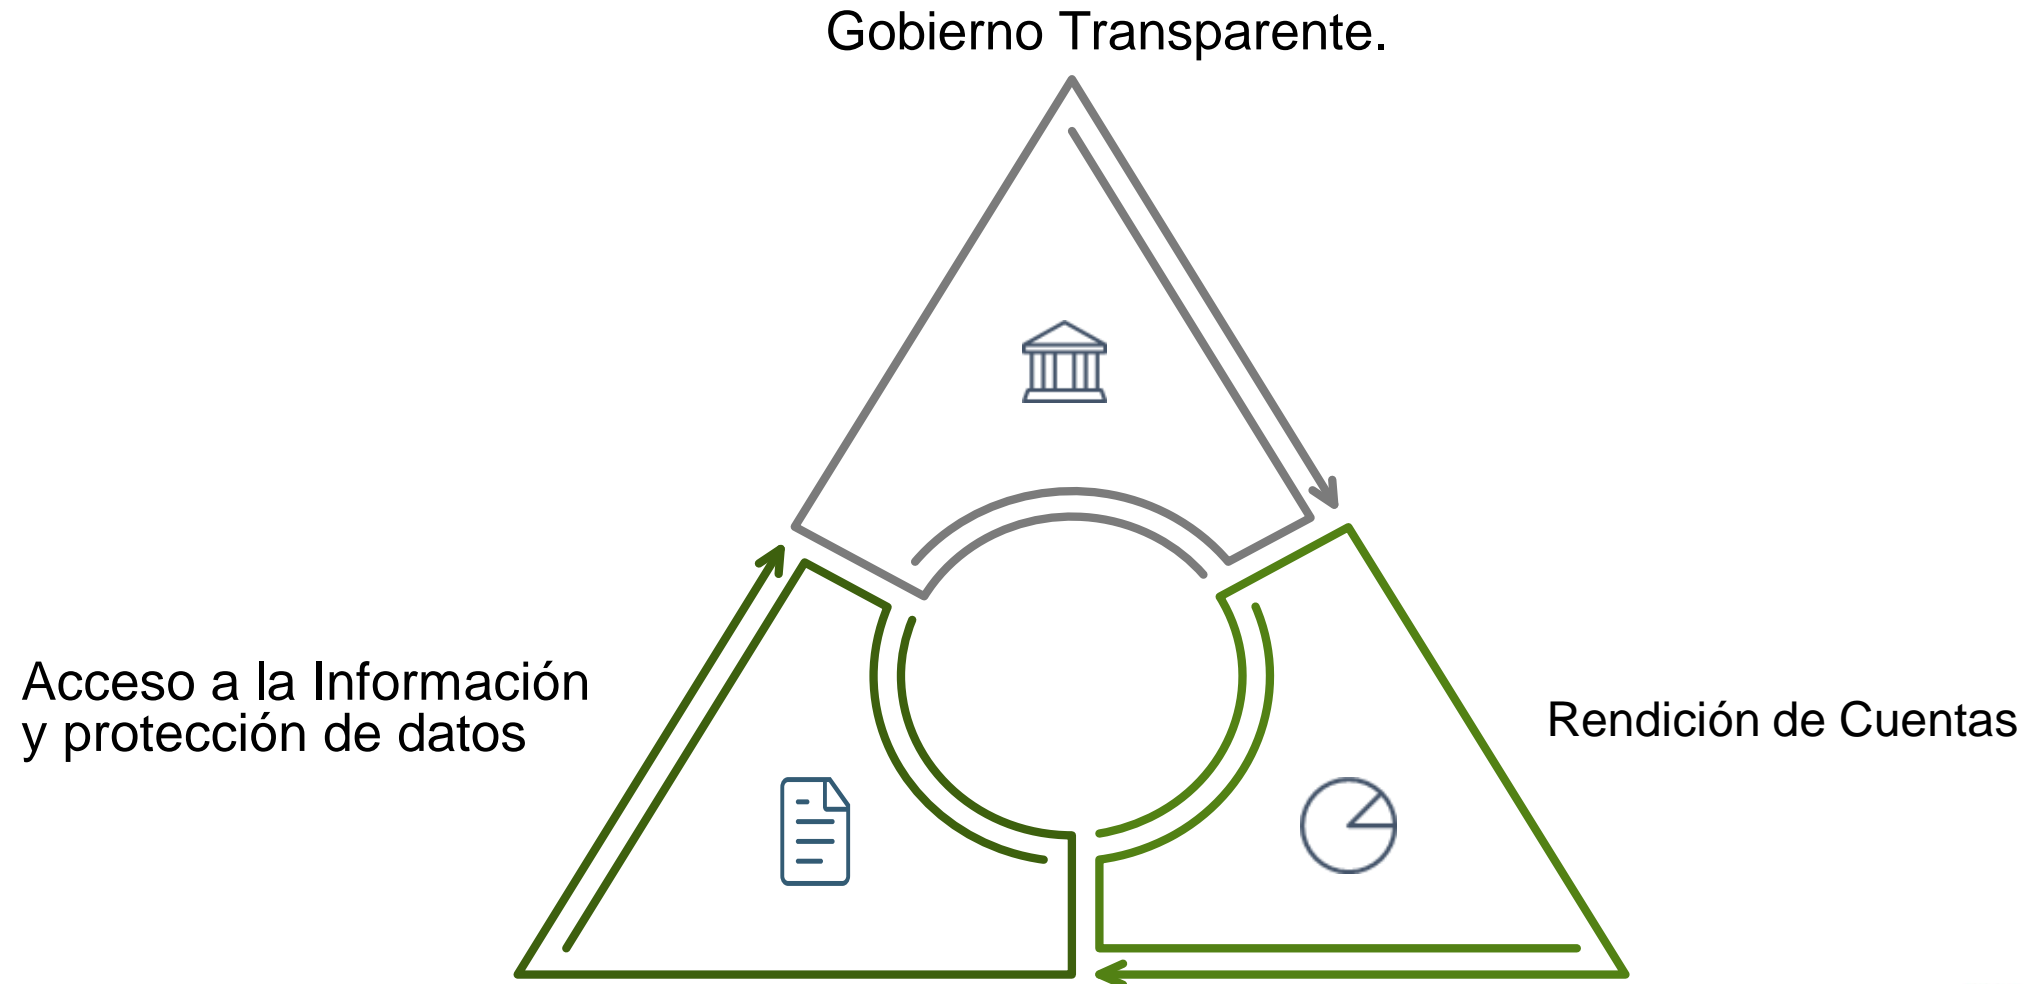 Gobierno Transparente.
Acceso a la Información
y protección de datos
Rendición de Cuentas